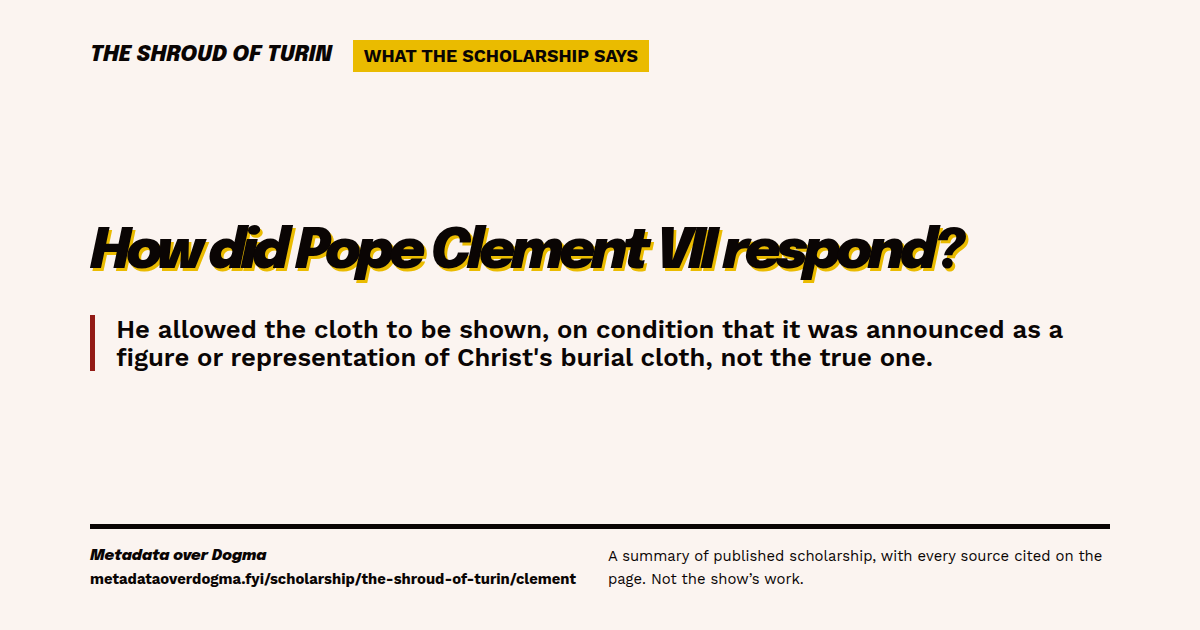 THE SHROUD OF TURIN
WHAT THE SCHOLARSHIP SAYS
How did Pope Clement VII respond?
He allowed the cloth to be shown, on condition that it was announced as a
figure or representation of Christ's burial cloth, not the true one.
Metadata over Dogma
metadataoverdogma.fyi/scholarship/the-shroud-of-turin/clement
A summary of published scholarship, with every source cited on the
page. Not the show’s work.